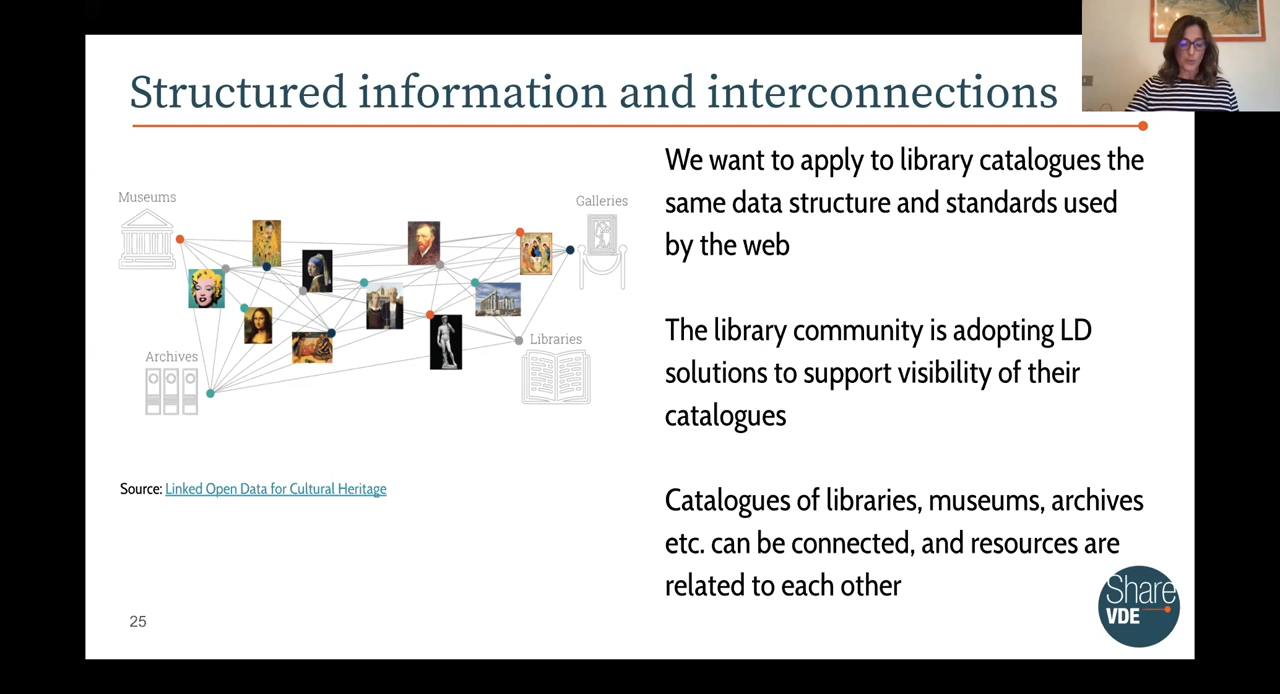 Structured information and interconnections
Museums
Galleries
Archives
Libraries
Source: Linked Open Data for Cultural Heritage
We want to apply to library catalogues the
same data structure and standards used
by the web
The library community is adopting LD
solutions to support visibility of their
catalogues
Catalogues of libraries, museums, archives
etc. can be connected, and resources are
related to each other
25
Share
VDE